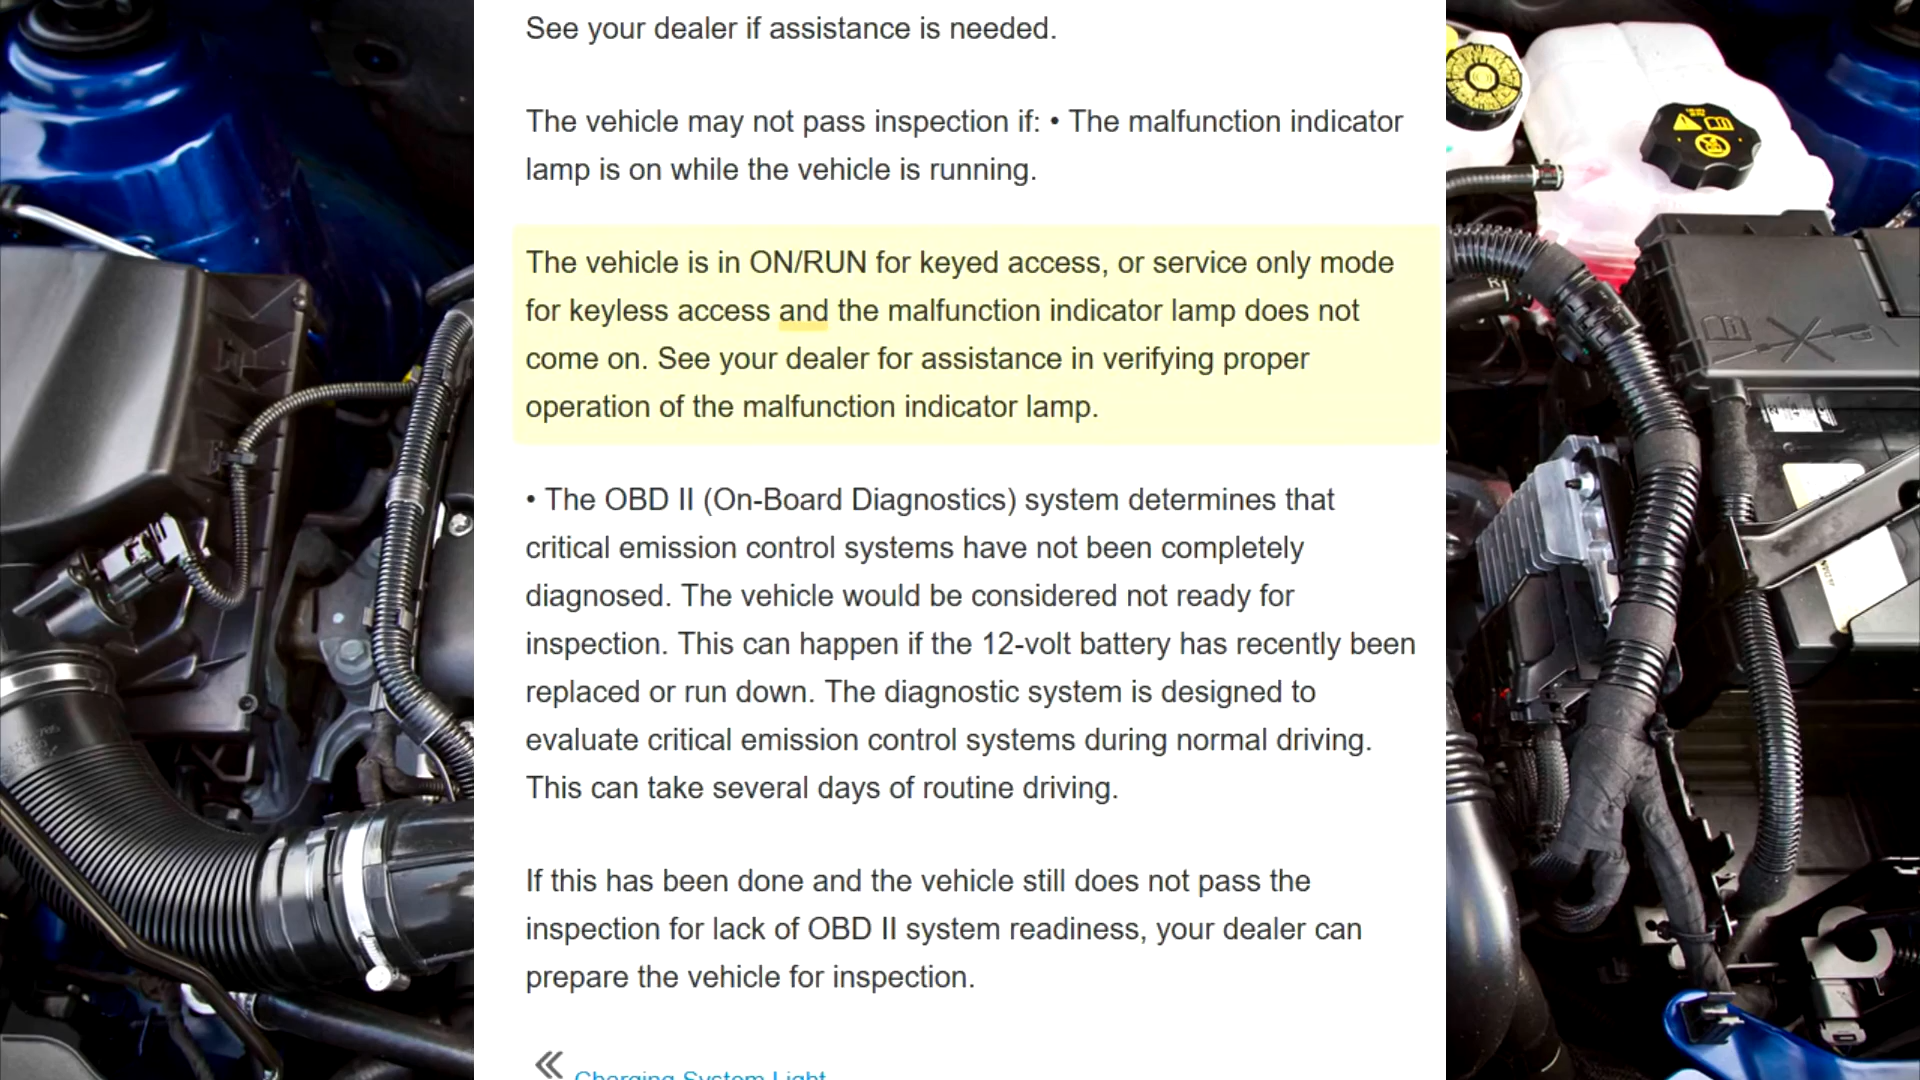 See your dealer if assistance is needed.
The vehicle may not pass inspection if: • The malfunction indicator
lamp is on while the vehicle is running.
The vehicle is in ON/RUN for keyed access, or service only mode
for keyless access and the malfunction indicator lamp does not
come on. See your dealer for assistance in verifying proper
operation of the malfunction indicator lamp.
• The OBD II (On-Board Diagnostics) system determines that
critical emission control systems have not been completely
diagnosed. The vehicle would be considered not ready for
inspection. This can happen if the 12-volt battery has recently been
replaced or run down. The diagnostic system is designed to
evaluate critical emission control systems during normal driving.
This can take several days of routine driving.
If this has been done and the vehicle still does not pass the
inspection for lack of OBD II system readiness, your dealer can
prepare the vehicle for inspection.
Charging System Light